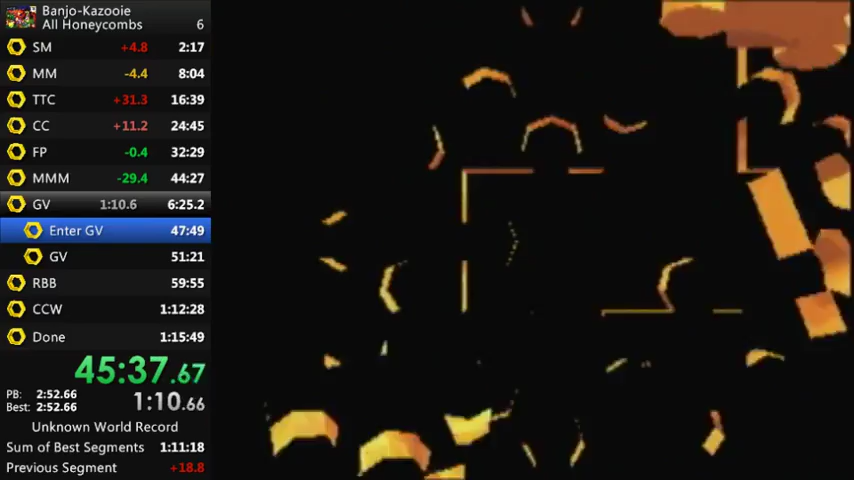 Banjo-Kazooie
All Honeycombs 6
SM +4.8 2:17
MM -4.4 8:04
TTC +31.3 16:39
CC +11.2 24:45
FP -0.4 32:29
MMM -29.4 44:27
GV 1:10.6 6:25.2
Enter GV 47:49
GV 51:21
RBB 59:55
CCW 1:12:28
Done 1:15:49
45:37.67
PB: 2:52.66
Best: 2:52.66
1:10.66
Unknown World Record
Sum of Best Segments 1:11:18
Previous Segment +18.8